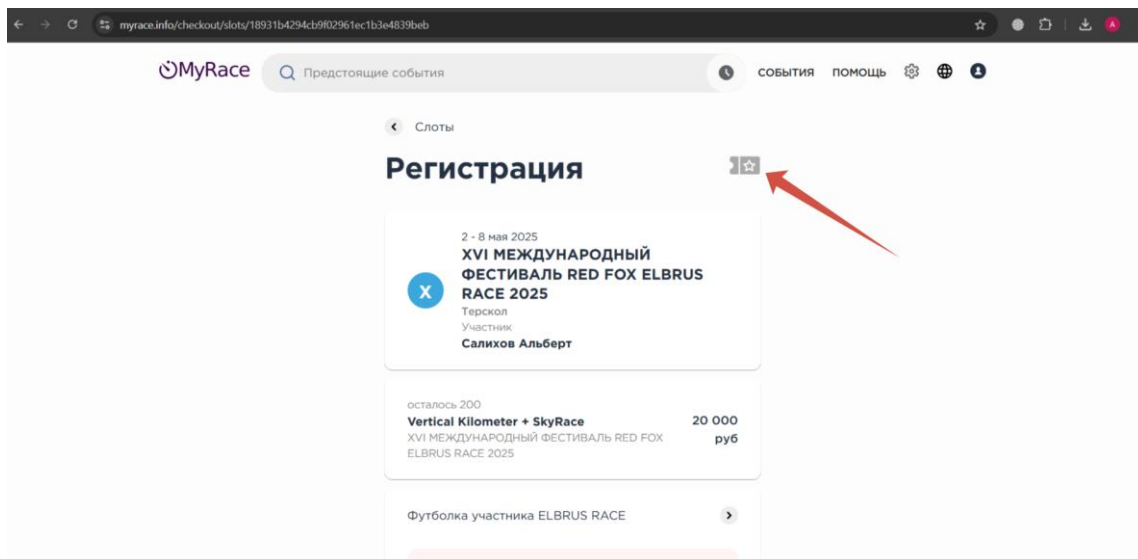 myrace.info/checkout/slots/18931b4294cb9f02961ec1b3e4839beb
A
MyRace
Предстоящие события
СОБЫТИЯ ПОМОЩЬ
Слоты
Регистрация
2 - 8 мая 2025
XVI МЕЖДУНАРОДНЫЙ
ФЕСТИВАЛЬ RED FOX ELBRUS
RACE 2025
X
Терскол
Участник
Салихов Альберт
осталось 200
Vertical Kilometer + SkyRace
20 000
руб
XVI МЕЖДУНАРОДНЫЙ ФЕСТИВАЛЬ RED FOX
ELBRUS RACE 2025
Футболка участника ELBRUS RACE